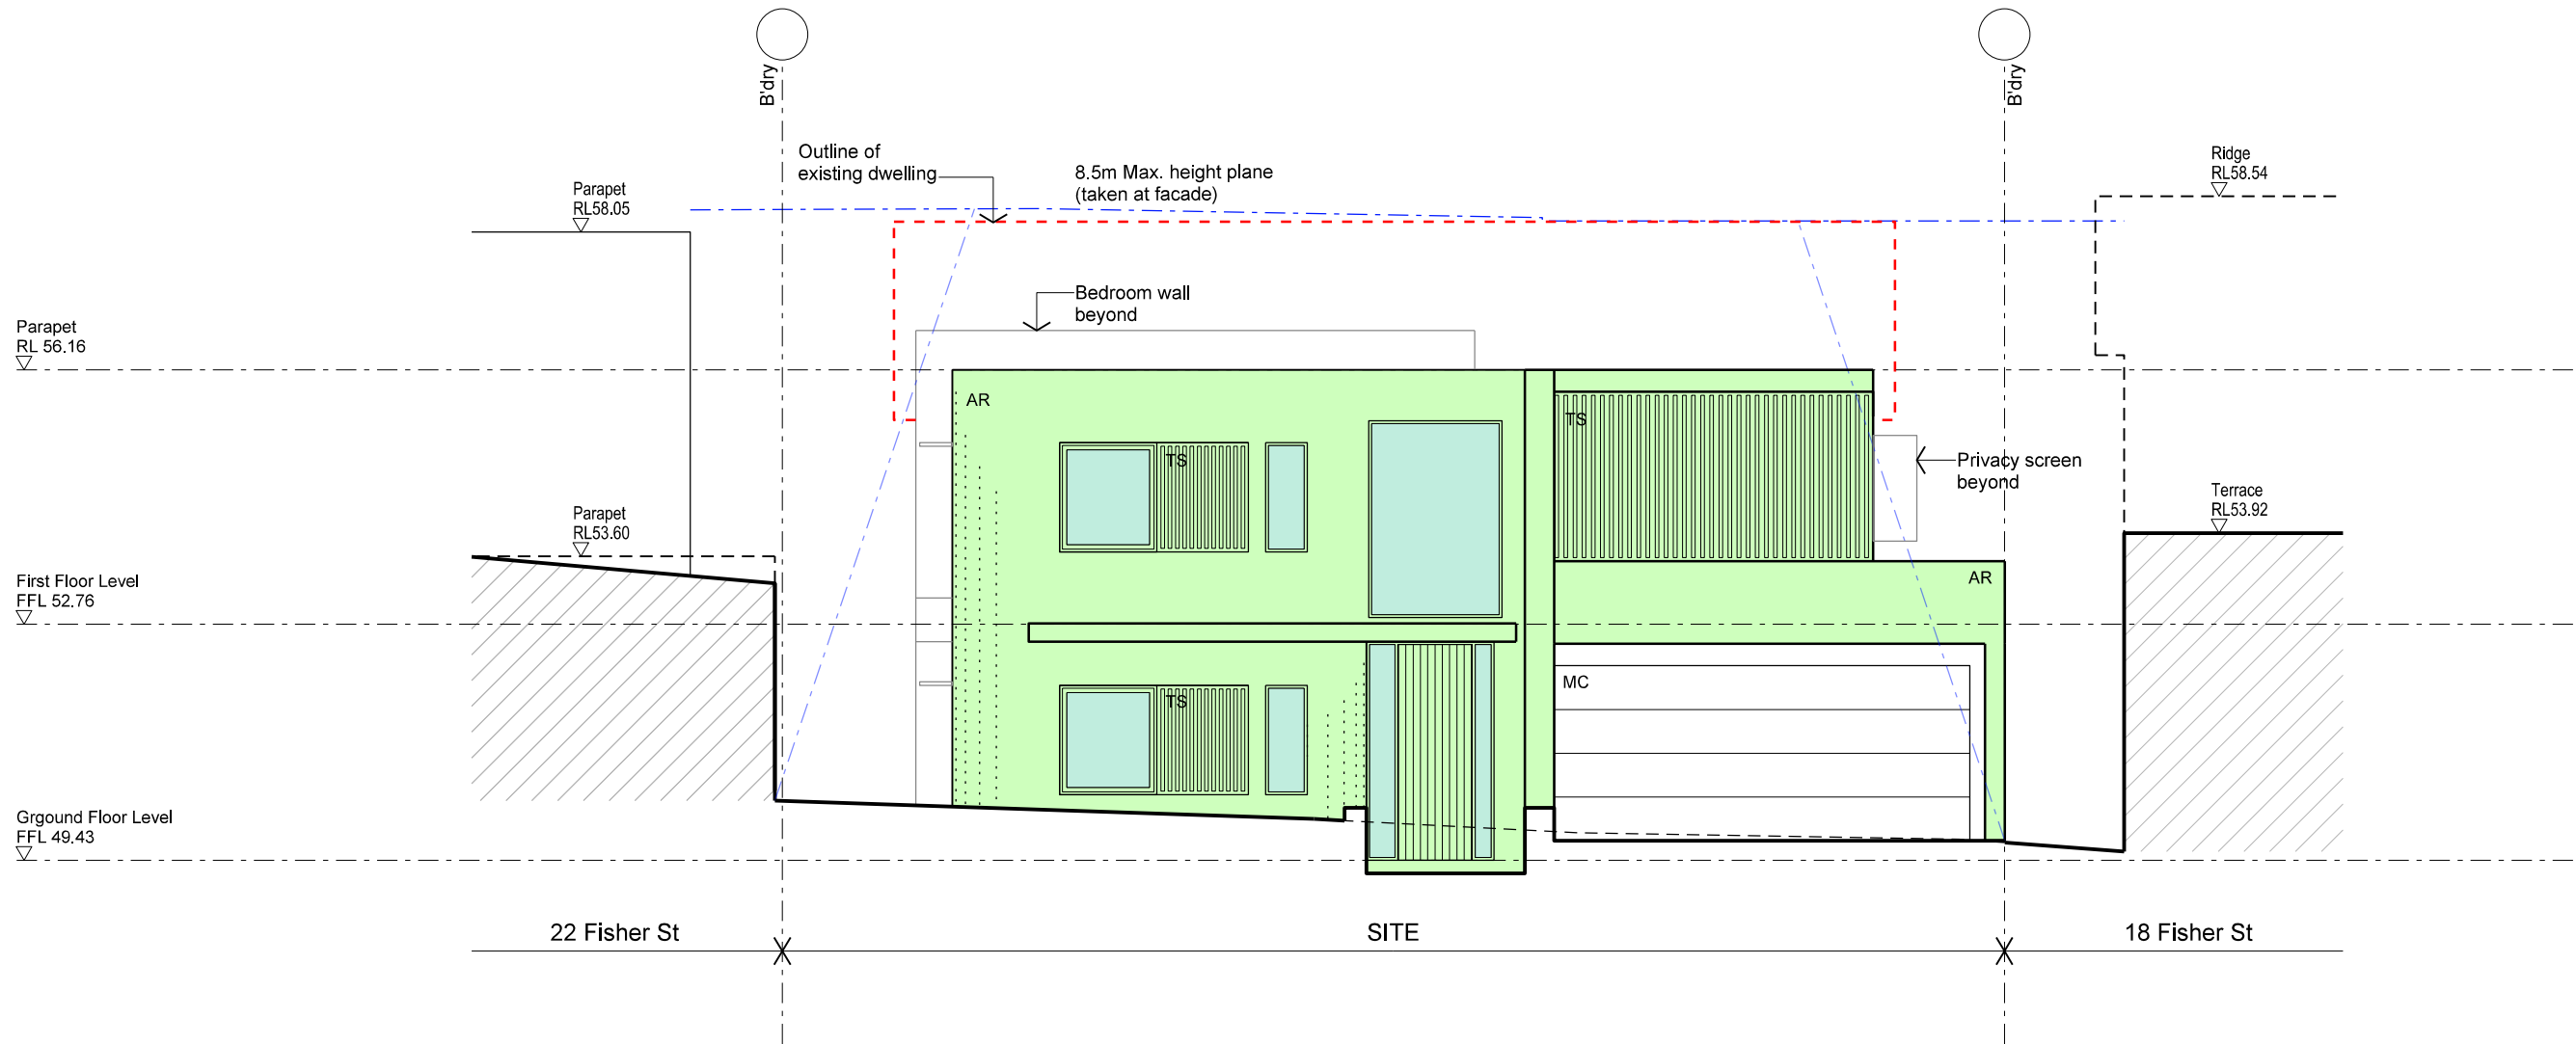 B'dry
B'dry
Outline of
existing dwelling
8.5m Max. height plane
(taken at facade)
Ridge
RL58.54
Parapet
RL58.05
Bedroom wall
beyond
Parapet
RL 56.16
AR
TS
TS
Privacy screen
beyond
Parapet
RL53.60
Terrace
RL53.92
First Floor Level
FFL 52.76
AR
TS
MC
Grground Floor Level
FFL 49.43
22 Fisher St
SITE
18 Fisher St